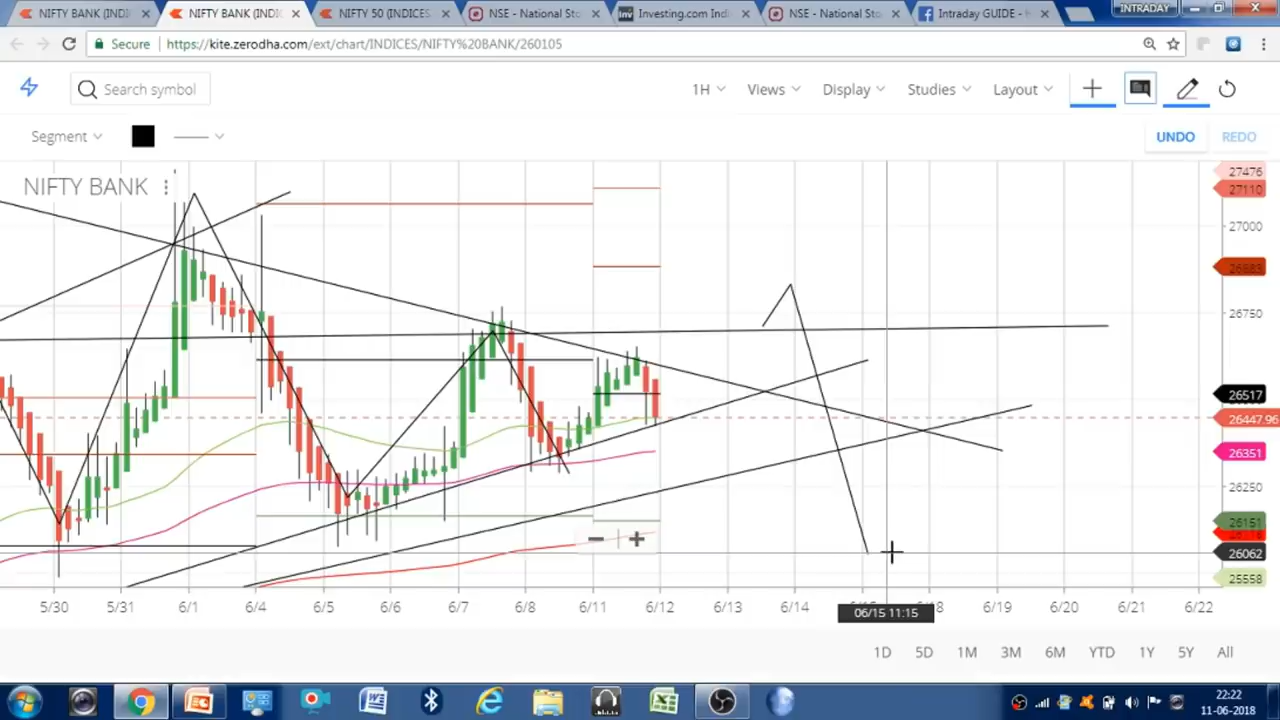 NIFTY BANK (INDI
NIFTY BANK (INDI
NIFTY 50 (INDICES
NSE - National Sto
Investing.com Indi
NSE - National Sto
Intraday GUIDE - H
INTRADAY
Secure
https://kite.zerodha.com/ext/chart/INDICES/NIFTY%20BANK/260105
Search symbol
1H
Views
Display
Studies
Layout
Segment
UNDO
REDO
NIFTY BANK
27476
27110
27000
26883
26750
26517
26447.96
26351
26250
26151
26062
25558
5/30
5/31
6/1
6/4
6/5
6/6
6/7
6/8
6/11
6/12
6/13
6/14
6/19
6/20
6/21
6/22
06/15 11:15
1D
5D
1M
3M
6M
YTD
1Y
5Y
All
22:22
11-06-2018